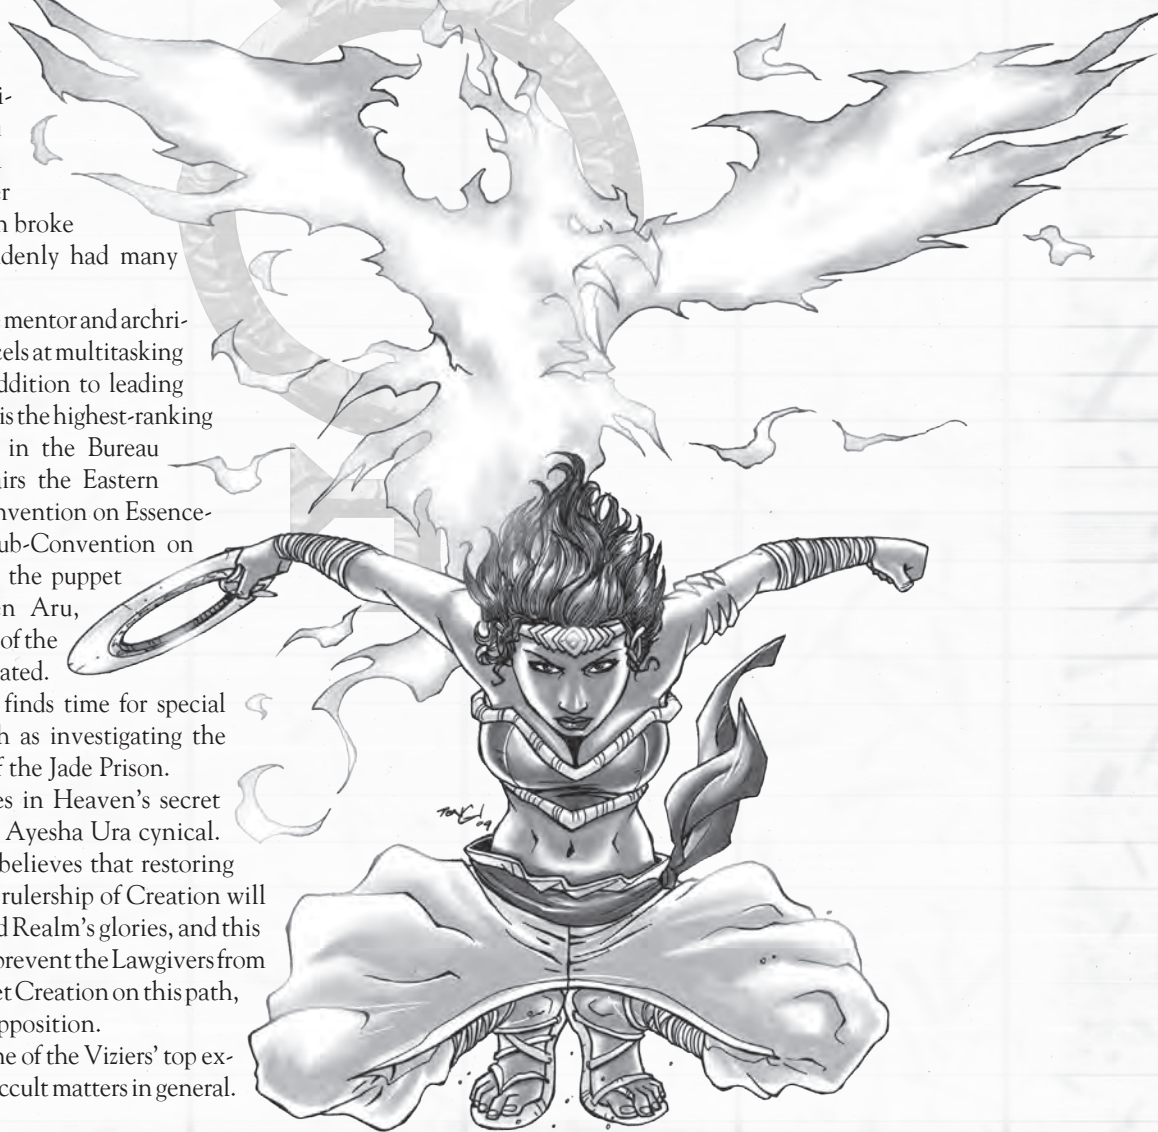 i-
er
n broke
denly had many
mentor and archri-
cels at multitasking
ddition to leading
is the highest-ranking
in the Bureau
irs the Eastern
nvention on Essence-
ub-Convention on
the puppet
en Aru,
of the
ated.
finds time for special
h as investigating the
f the Jade Prison.
es in Heaven's secret
Ayesha Ura cynical.
believes that restoring
rulership of Creation will
d Realm's glories, and this
prevent the Lawgivers from
et Creation on this path,
pposition.
ne of the Viziers' top ex-
ccult matters in general.